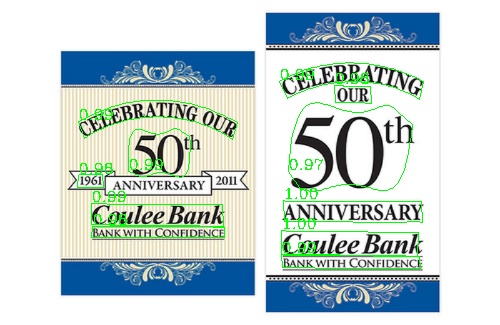 CELEBRATING OUR
50th
1961 ANNIVERSARY 2011
Coulee Bank
BANK WITH CONFIDENCE
CELEBRATING
OUR
50th
ANNIVERSARY
Coulee Bank
BANK WITH CONFIDENCE